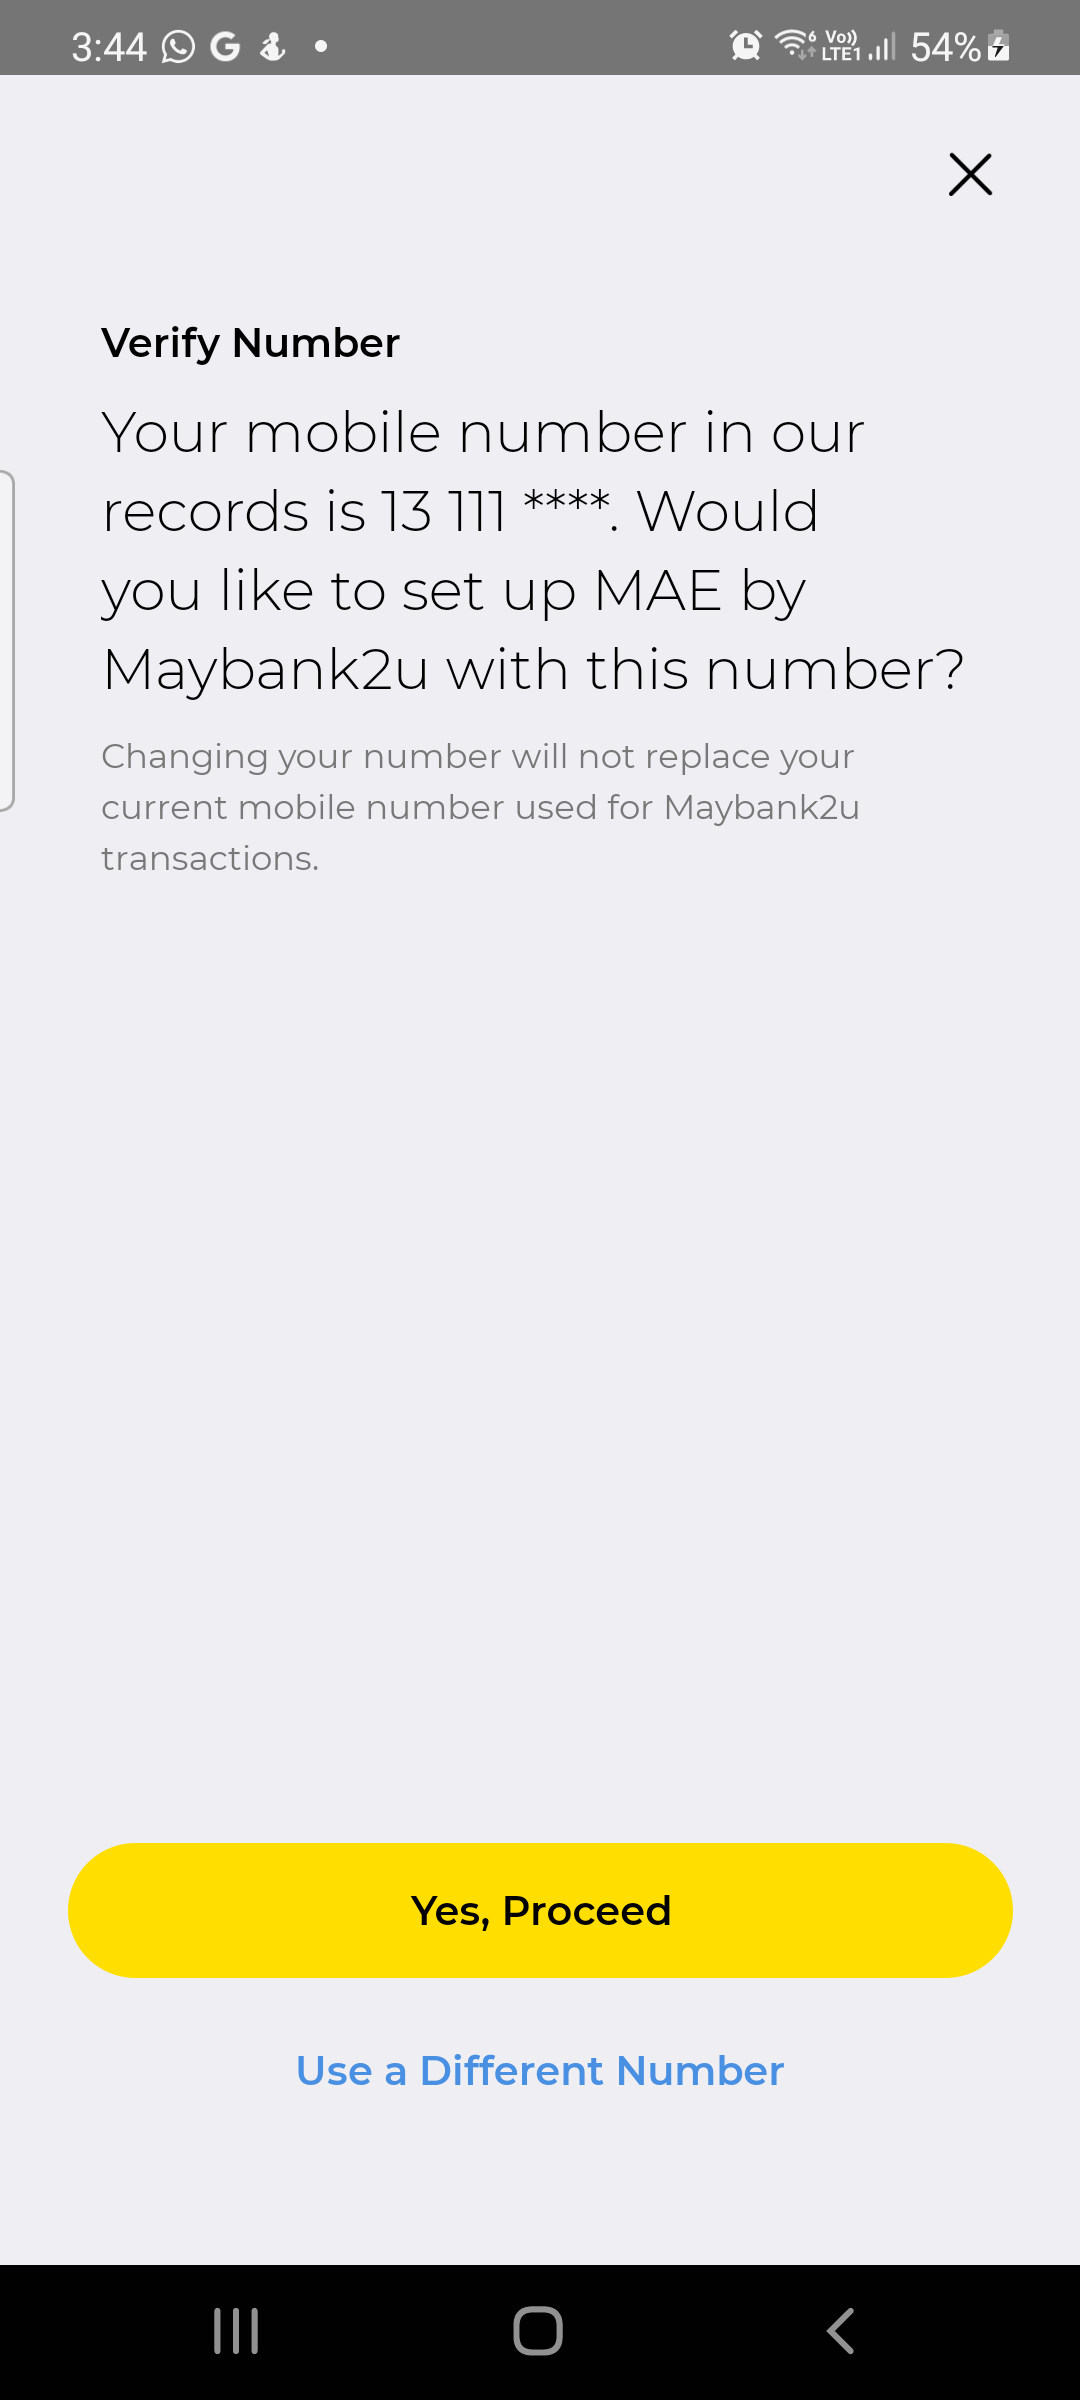 3:44 G 6 Vo)) LTE1 54%
Verify Number
Your mobile number in our
records is 13 111 ****. Would
you like to set up MAE by
Maybank2u with this number?
Changing your number will not replace your
current mobile number used for Maybank2u
transactions.
Yes, Proceed
Use a Different Number